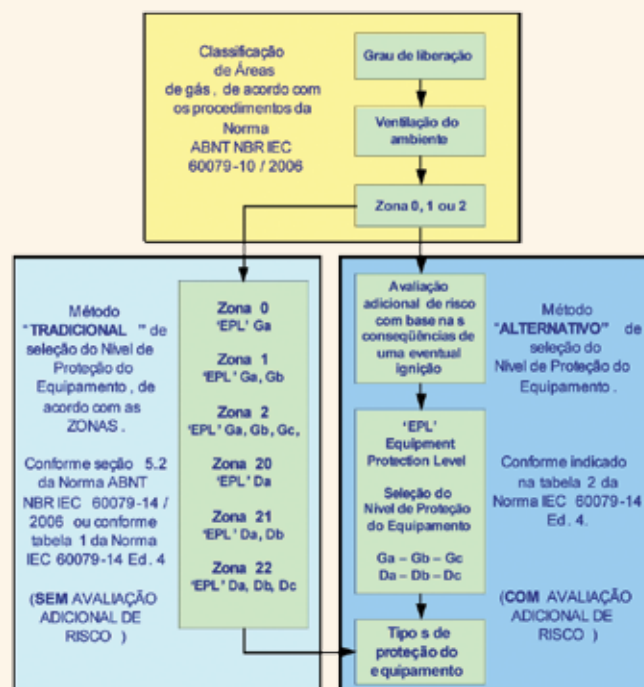 Classificação
de Áreas
de gás , de acordo com
os procedimentos da
Norma
ABNT NBR IEC
60079-10 / 2006
Grau de liberação
Ventilação do
ambiente
Zona 0, 1 ou 2
Método
“TRADICIONAL ” de
seleção do Nível de
Proteção do
Equipamento , de
acordo com as
ZONAS .
Conforme seção 5.2
da Norma ABNT
NBR IEC 60079-14 /
2006 ou conforme
tabela 1 da Norma
IEC 60079-14 Ed. 4
(SEM AVALIAÇÃO
ADICIONAL DE
RISCO )
Zona 0
‘EPL’ Ga
Zona 1
‘EPL’ Ga, Gb
Zona 2
‘EPL’ Ga, Gb, Gc,
Zona 20
‘EPL’ Da
Zona 21
‘EPL’ Da, Db
Zona 22
‘EPL’ Da, Db, Dc
Avaliação
adicional de risco
com base na s
conseqüências de
uma eventual
ignição
‘EPL’
Equipment
Protection Level
Seleção do
Nível de Proteção
do Equipamento
Ga – Gb – Gc
Da – Db – Dc
Tipo s de
proteção do
equipamento
Método
“ALTERNATIVO” de
seleção do
Nível de Proteção do
Equipamento .
Conforme indicado
na tabela 2 da
Norma IEC 60079-14
Ed. 4.
(COM AVALIAÇÃO
ADICIONAL DE
RISCO )